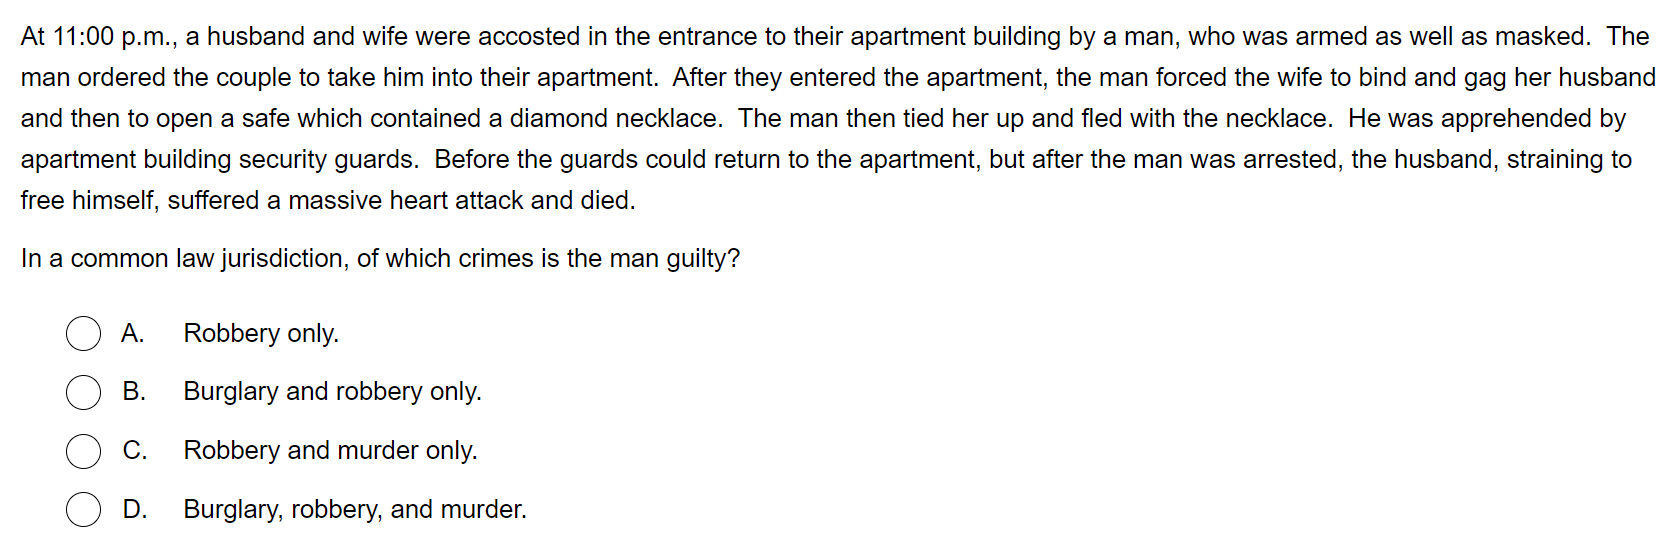 At 11:00 p.m., a husband and wife were accosted in the entrance to their apartment building by a man, who was armed as well as masked.  The
man ordered the couple to take him into their apartment.  After they entered the apartment, the man forced the wife to bind and gag her husband
and then to open a safe which contained a diamond necklace.  The man then tied her up and fled with the necklace.  He was apprehended by
apartment building security guards.  Before the guards could return to the apartment, but after the man was arrested, the husband, straining to
free himself, suffered a massive heart attack and died.
In a common law jurisdiction, of which crimes is the man guilty?
A. Robbery only.
B. Burglary and robbery only.
C. Robbery and murder only.
D. Burglary, robbery, and murder.